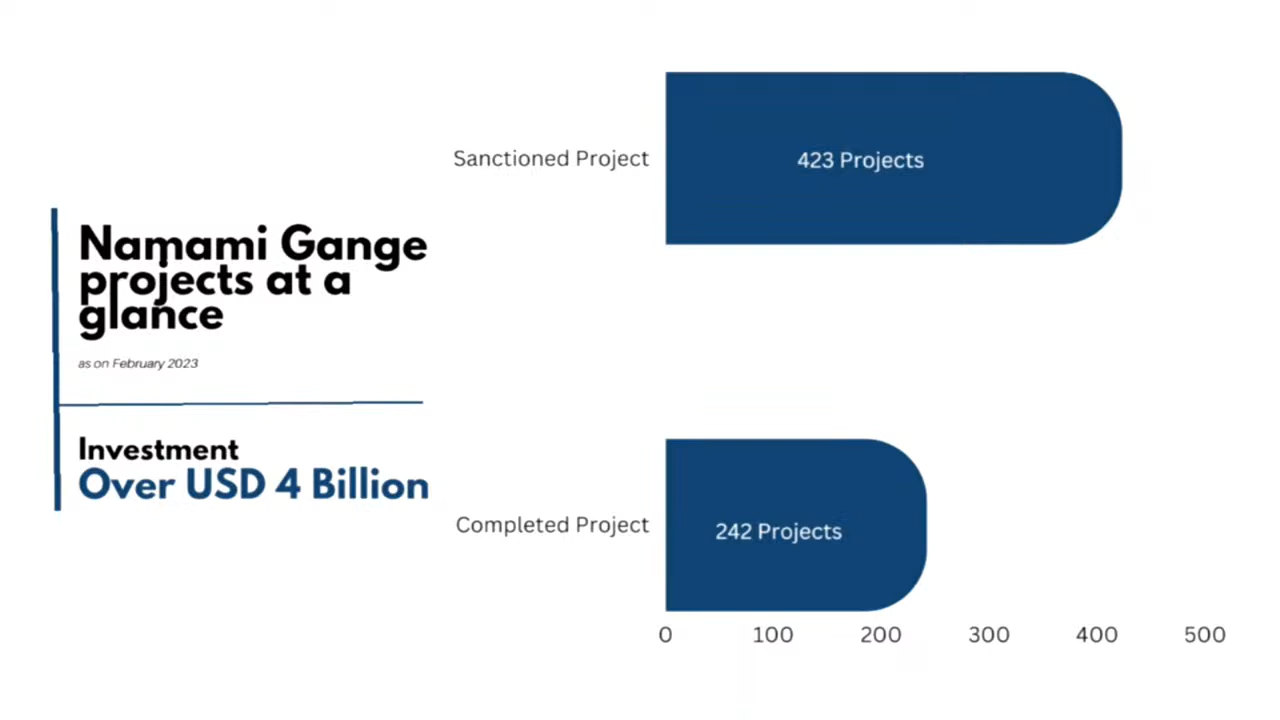 Namami Gange
projects at a
glance
as on February 2023
Investment
Over USD 4 Billion
Sanctioned Project
423 Projects
Completed Project
242 Projects
0 100 200 300 400 500